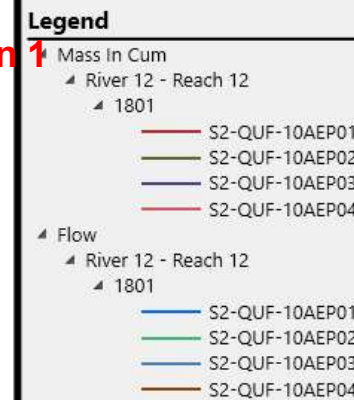 Legend
n 1
Mass In Cum
River 12 - Reach 12
1801
S2-QUF-10AEP01
S2-QUF-10AEP02
S2-QUF-10AEP03
S2-QUF-10AEP04
Flow
River 12 - Reach 12
1801
S2-QUF-10AEP01
S2-QUF-10AEP02
S2-QUF-10AEP03
S2-QUF-10AEP04